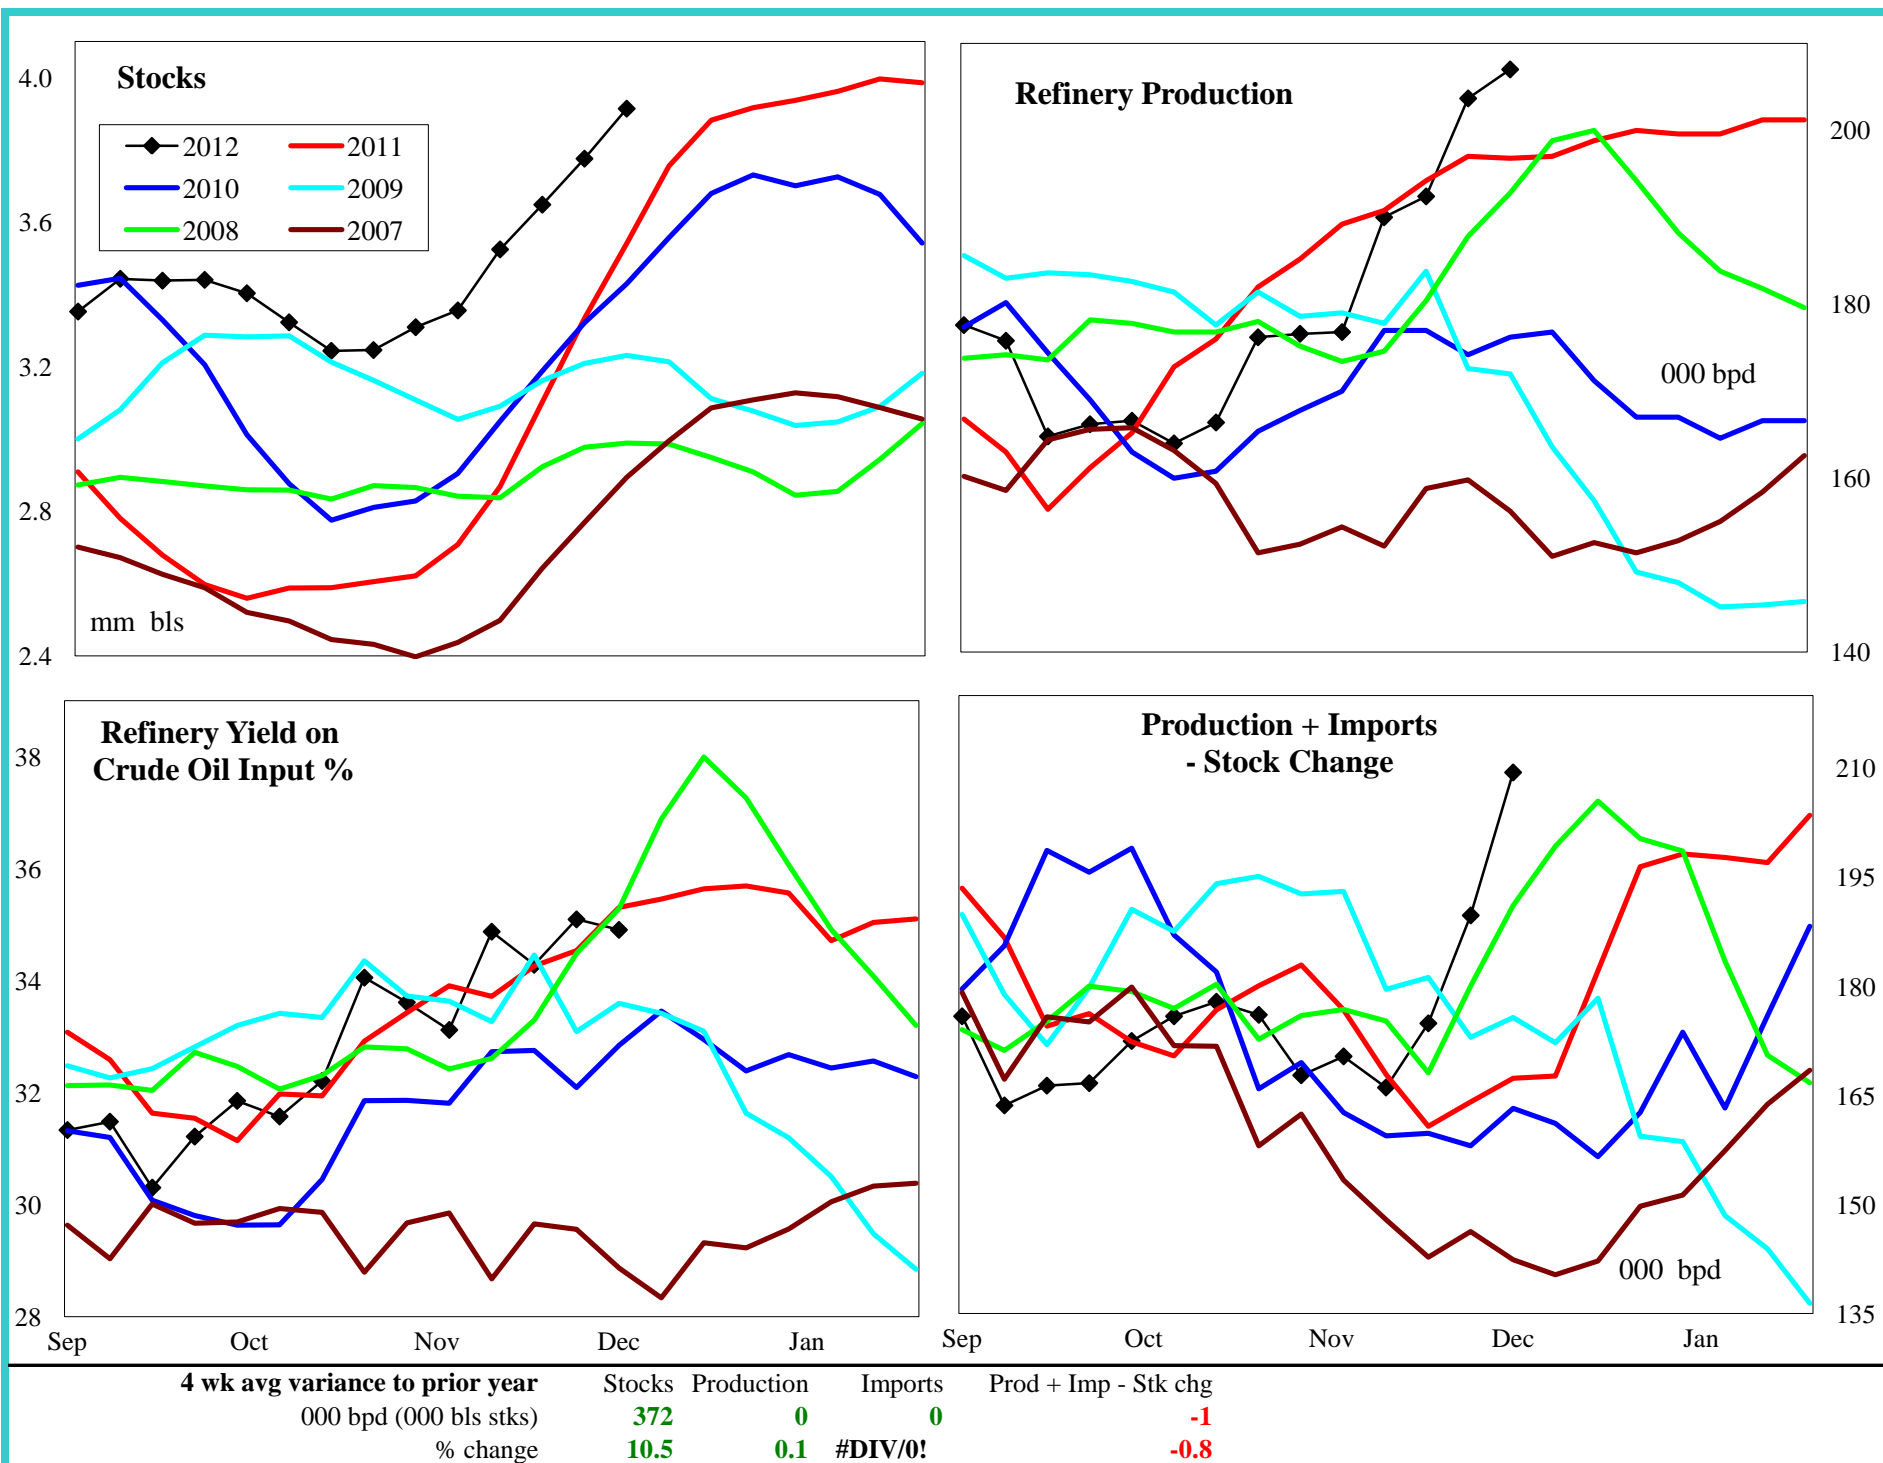 Stocks
4.0
3.6
3.2
2.8
2.4
2012
2011
2010
2009
2008
2007
mm bls
Refinery Production
200
180
160
140
000 bpd
Refinery Yield on
Crude Oil Input %
38
36
34
32
30
28
Sep Oct Nov Dec Jan
Production + Imports
- Stock Change
210
195
180
165
150
135
000 bpd
Sep Oct Nov Dec Jan
4 wk avg variance to prior year Stocks Production Imports Prod + Imp - Stk chg
000 bpd (000 bls stks) 372 0 0 -1
% change 10.5 0.1 #DIV/0! -0.8